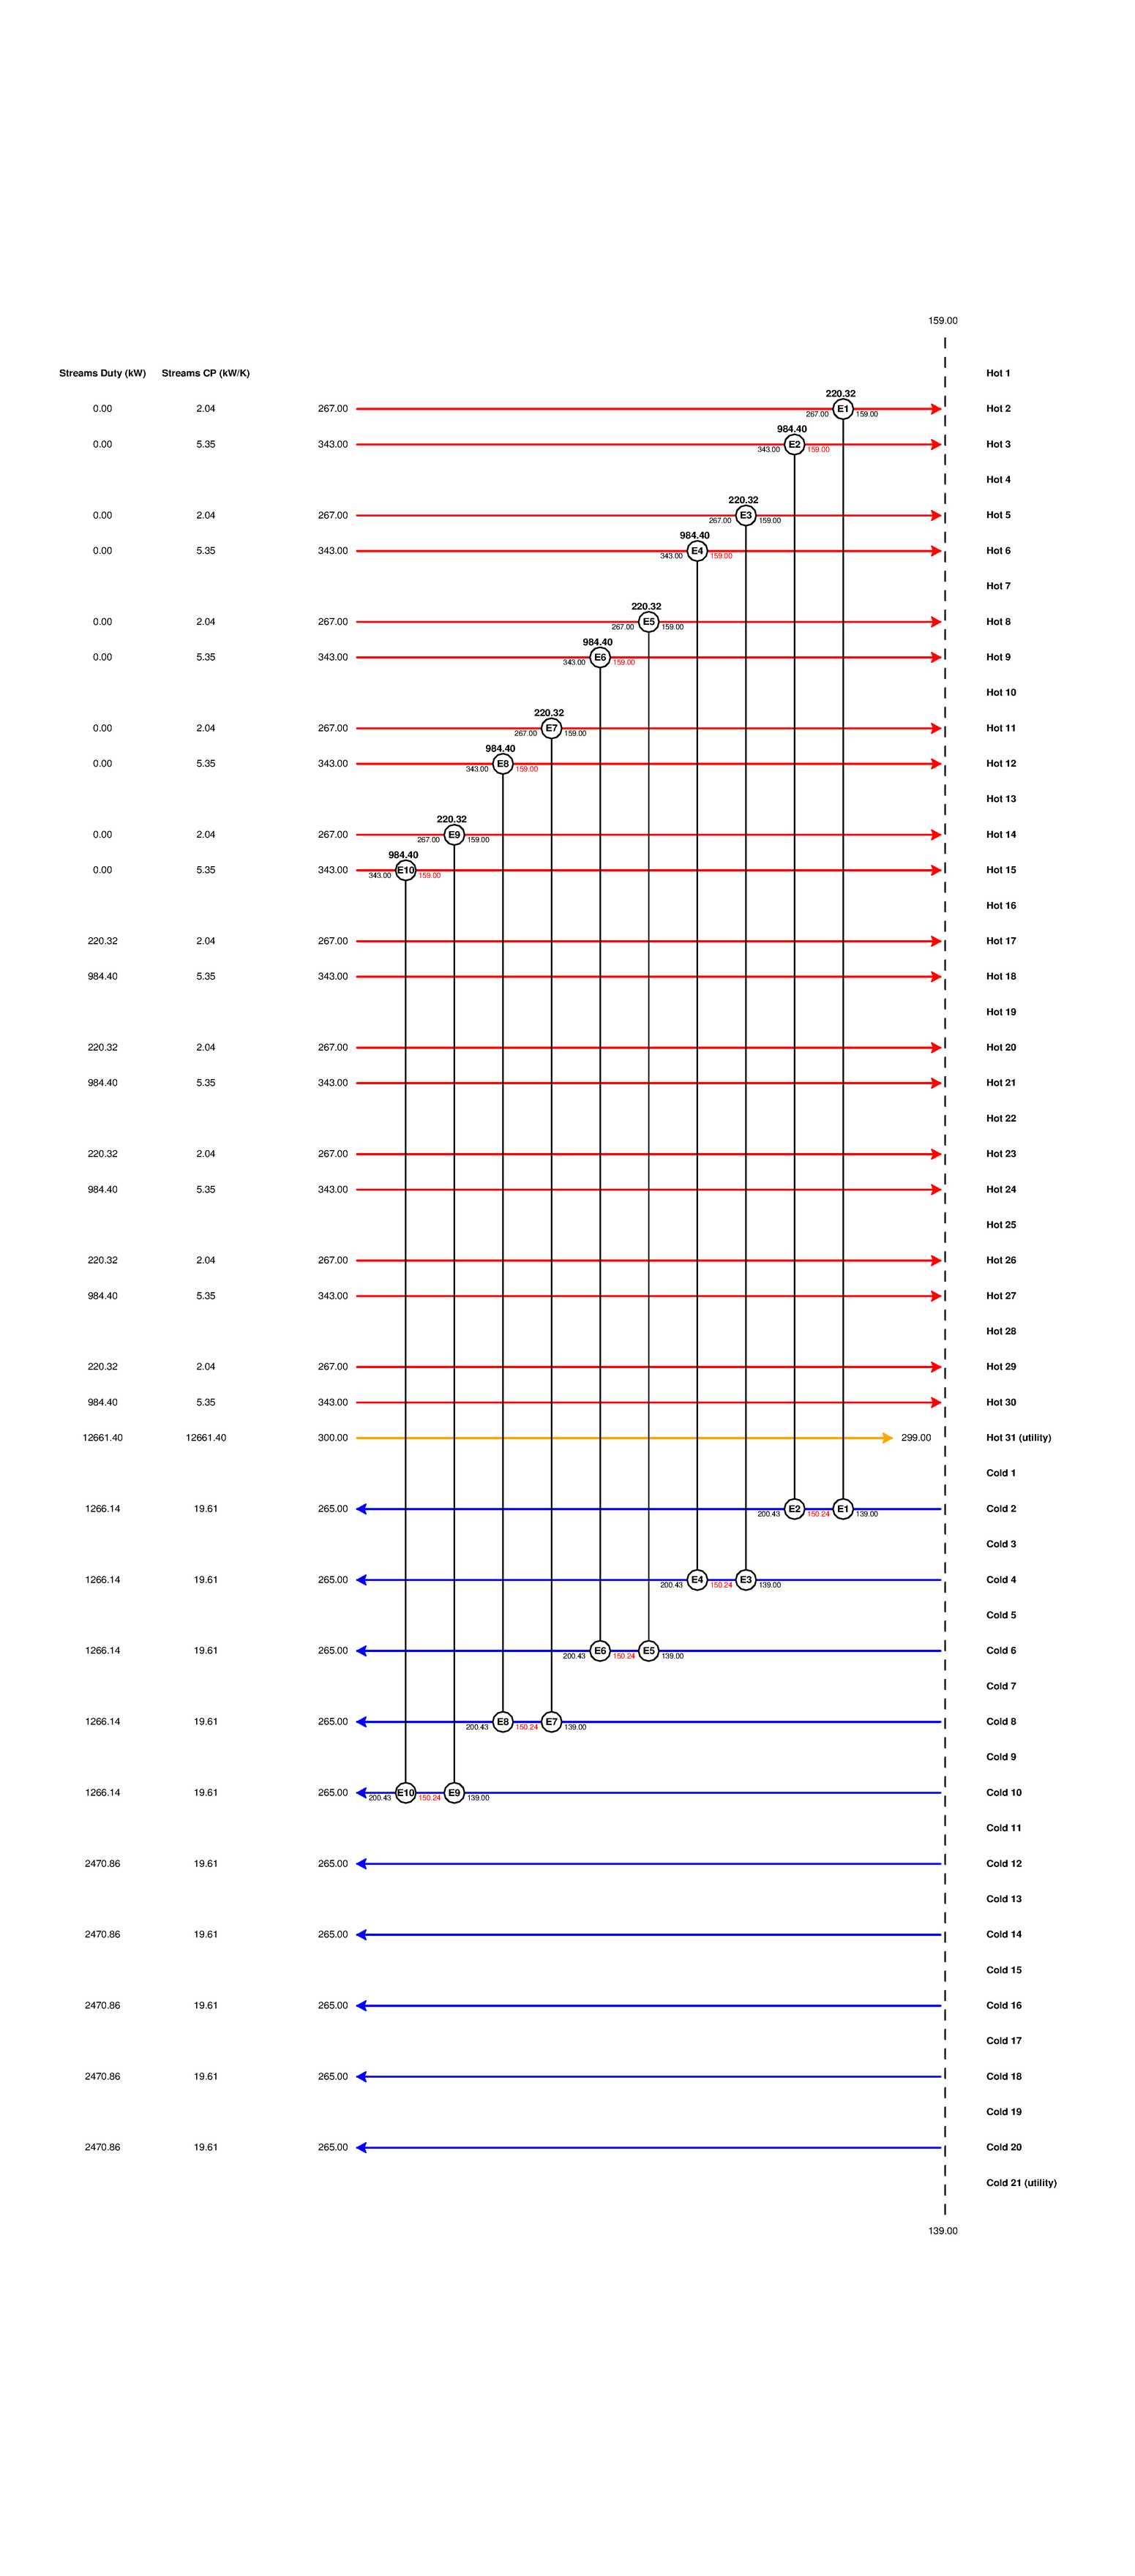 159.00
Streams Duty (kW) Streams CP (kW/K) Hot 1
220.32
0.00 2.04 267.00 267.00 E1 159.00 Hot 2
984.40
0.00 5.35 343.00 343.00 E2 159.00 Hot 3
Hot 4
220.32
0.00 2.04 267.00 267.00 E3 159.00 Hot 5
984.40
0.00 5.35 343.00 343.00 E4 159.00 Hot 6
Hot 7
220.32
0.00 2.04 267.00 267.00 E5 159.00 Hot 8
984.40
0.00 5.35 343.00 343.00 E6 159.00 Hot 9
Hot 10
220.32
0.00 2.04 267.00 267.00 E7 159.00 Hot 11
984.40
0.00 5.35 343.00 343.00 E8 159.00 Hot 12
Hot 13
220.32
0.00 2.04 267.00 267.00 E9 159.00 Hot 14
984.40
0.00 5.35 343.00 343.00 E10 159.00 Hot 15
Hot 16
220.32 2.04 267.00 Hot 17
984.40 5.35 343.00 Hot 18
Hot 19
220.32 2.04 267.00 Hot 20
984.40 5.35 343.00 Hot 21
Hot 22
220.32 2.04 267.00 Hot 23
984.40 5.35 343.00 Hot 24
Hot 25
220.32 2.04 267.00 Hot 26
984.40 5.35 343.00 Hot 27
Hot 28
220.32 2.04 267.00 Hot 29
984.40 5.35 343.00 Hot 30
12661.40 12661.40 300.00 299.00 Hot 31 (utility)
Cold 1
1266.14 19.61 265.00 200.43 E2 150.24 E1 139.00 Cold 2
Cold 3
1266.14 19.61 265.00 200.43 E4 150.24 E3 139.00 Cold 4
Cold 5
1266.14 19.61 265.00 200.43 E6 150.24 E5 139.00 Cold 6
Cold 7
1266.14 19.61 265.00 200.43 E8 150.24 E7 139.00 Cold 8
Cold 9
1266.14 19.61 265.00 200.43 E10 150.24 E9 139.00 Cold 10
Cold 11
2470.86 19.61 265.00 Cold 12
Cold 13
2470.86 19.61 265.00 Cold 14
Cold 15
2470.86 19.61 265.00 Cold 16
Cold 17
2470.86 19.61 265.00 Cold 18
Cold 19
2470.86 19.61 265.00 Cold 20
Cold 21 (utility)
139.00